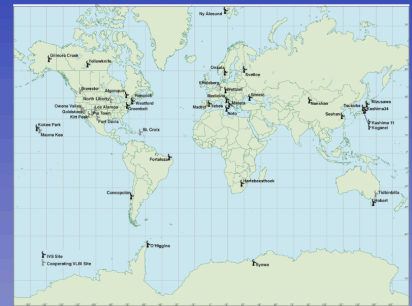 Ny Alesund
Gilmore Creek
Yellowknife
Onsala
Svetloe
Effelsberg
Wettzell
Brewster
Algonquin
Hancock
North Liberty
Westford
Owens Valley
Los Alamos
Greenbelt
Goldstone
Pie Town
Kitt Peak
Fort Davis
Madrid
Yebes
Medicina
Matera
Noto
Simeiz
Nanshan
Seshan
Tsukuba
Mizusawa
Kashima34
Kashima 11
Koganei
Kokee Park
Mauna Kea
St. Croix
Fortaleza
Hartebeesthoek
Concepcion
Tidbinbilla
Hobart
O'Higgins
Syowa
IVS Site
Cooperating VLBI Site